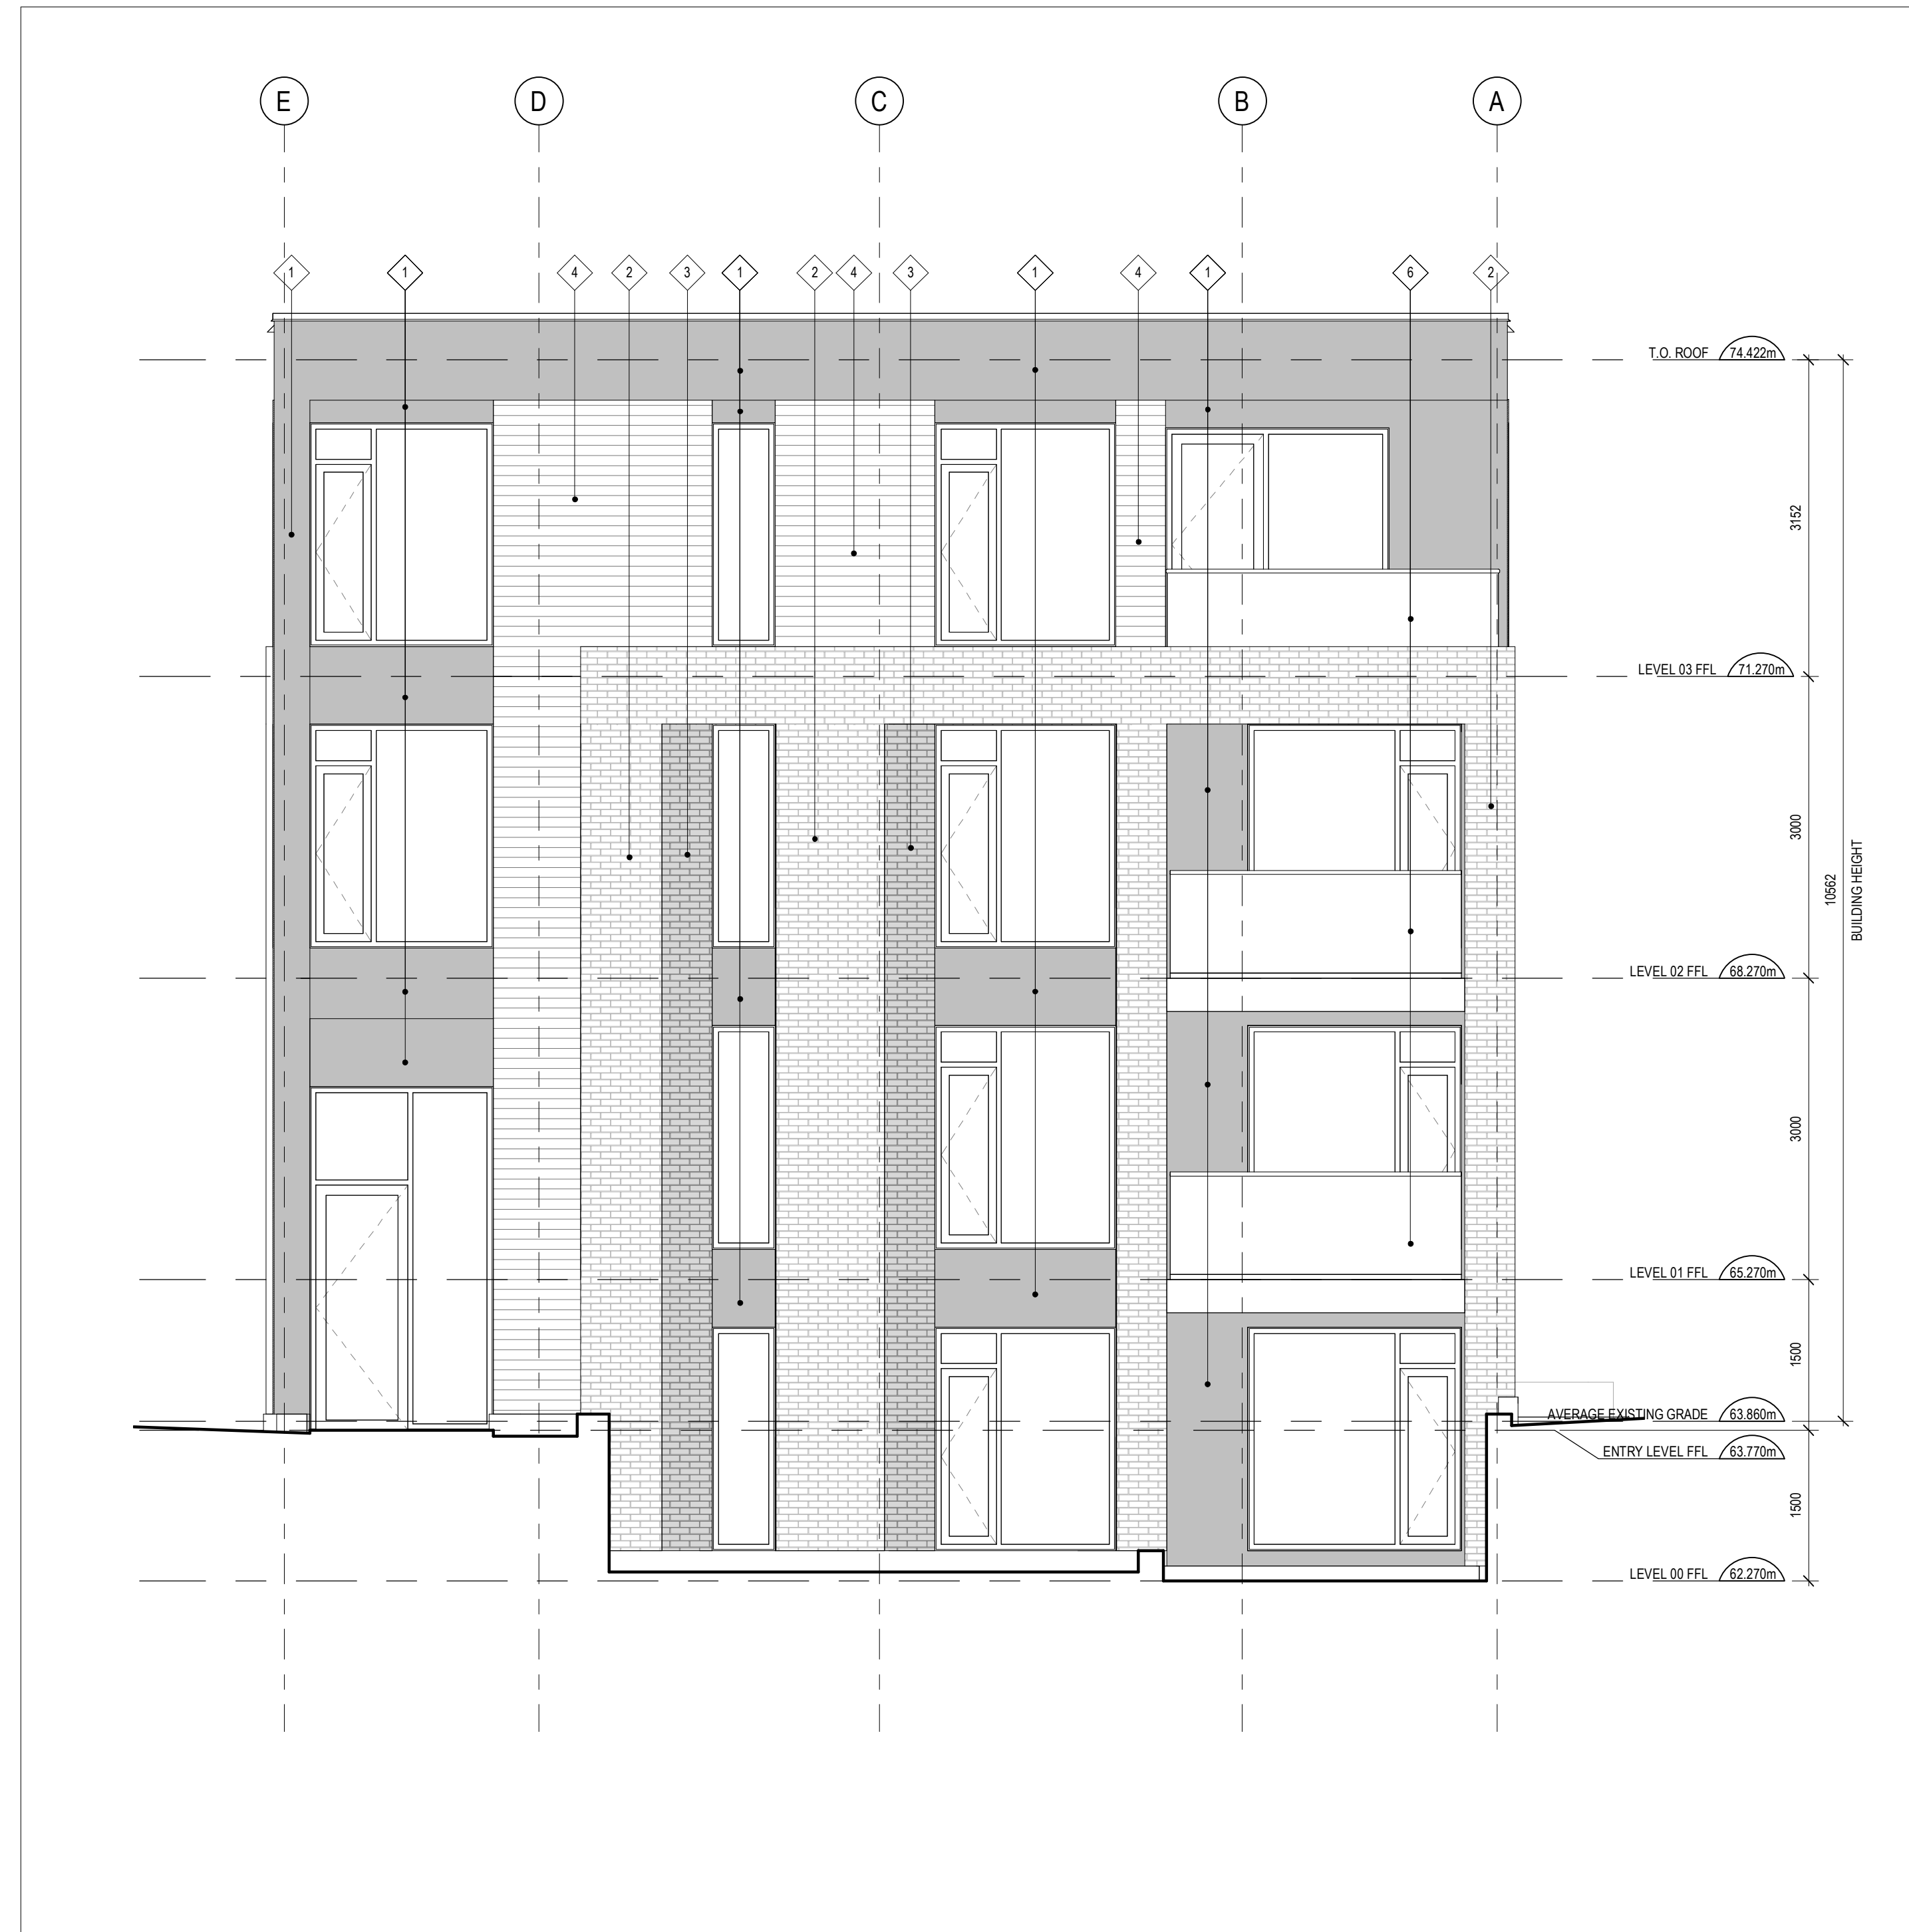 E D C B A
1 1 4 2 3 1 2 4 3 1 4 1 6 2
T.O. ROOF 74.422m
3152
LEVEL 03 FFL 71.270m
3000
10562
BUILDING HEIGHT
LEVEL 02 FFL 68.270m
3000
LEVEL 01 FFL 65.270m
1500
AVERAGE EXISTING GRADE 63.860m
ENTRY LEVEL FFL 63.770m
1500
LEVEL 00 FFL 62.270m